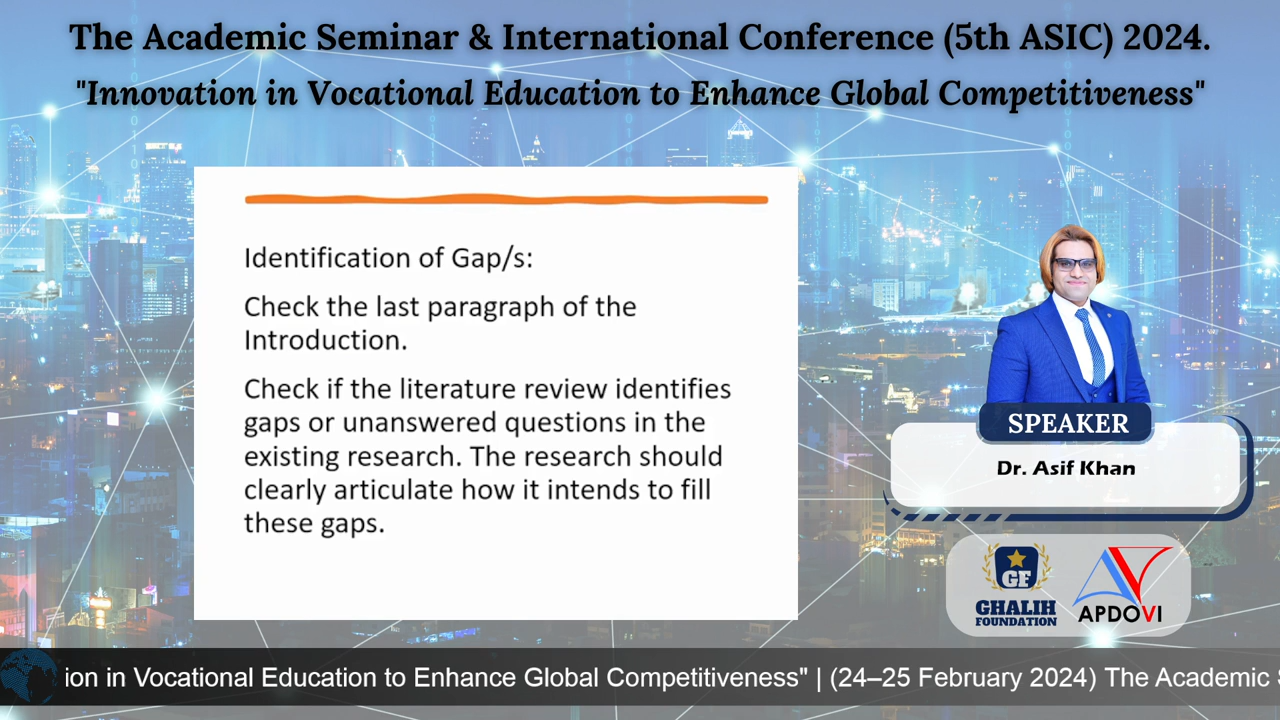 The Academic Seminar & International Conference (5th ASIC) 2024.
"Innovation in Vocational Education to Enhance Global Competitiveness"
Identification of Gap/s:
Check the last paragraph of the
Introduction.
Check if the literature review identifies
gaps or unanswered questions in the
existing research. The research should
clearly articulate how it intends to fill
these gaps.
SPEAKER
Dr. Asif Khan
GF
GHALIH
FOUNDATION
APDOVI
ion in Vocational Education to Enhance Global Competitiveness" | (24–25 February 2024) The Academic S